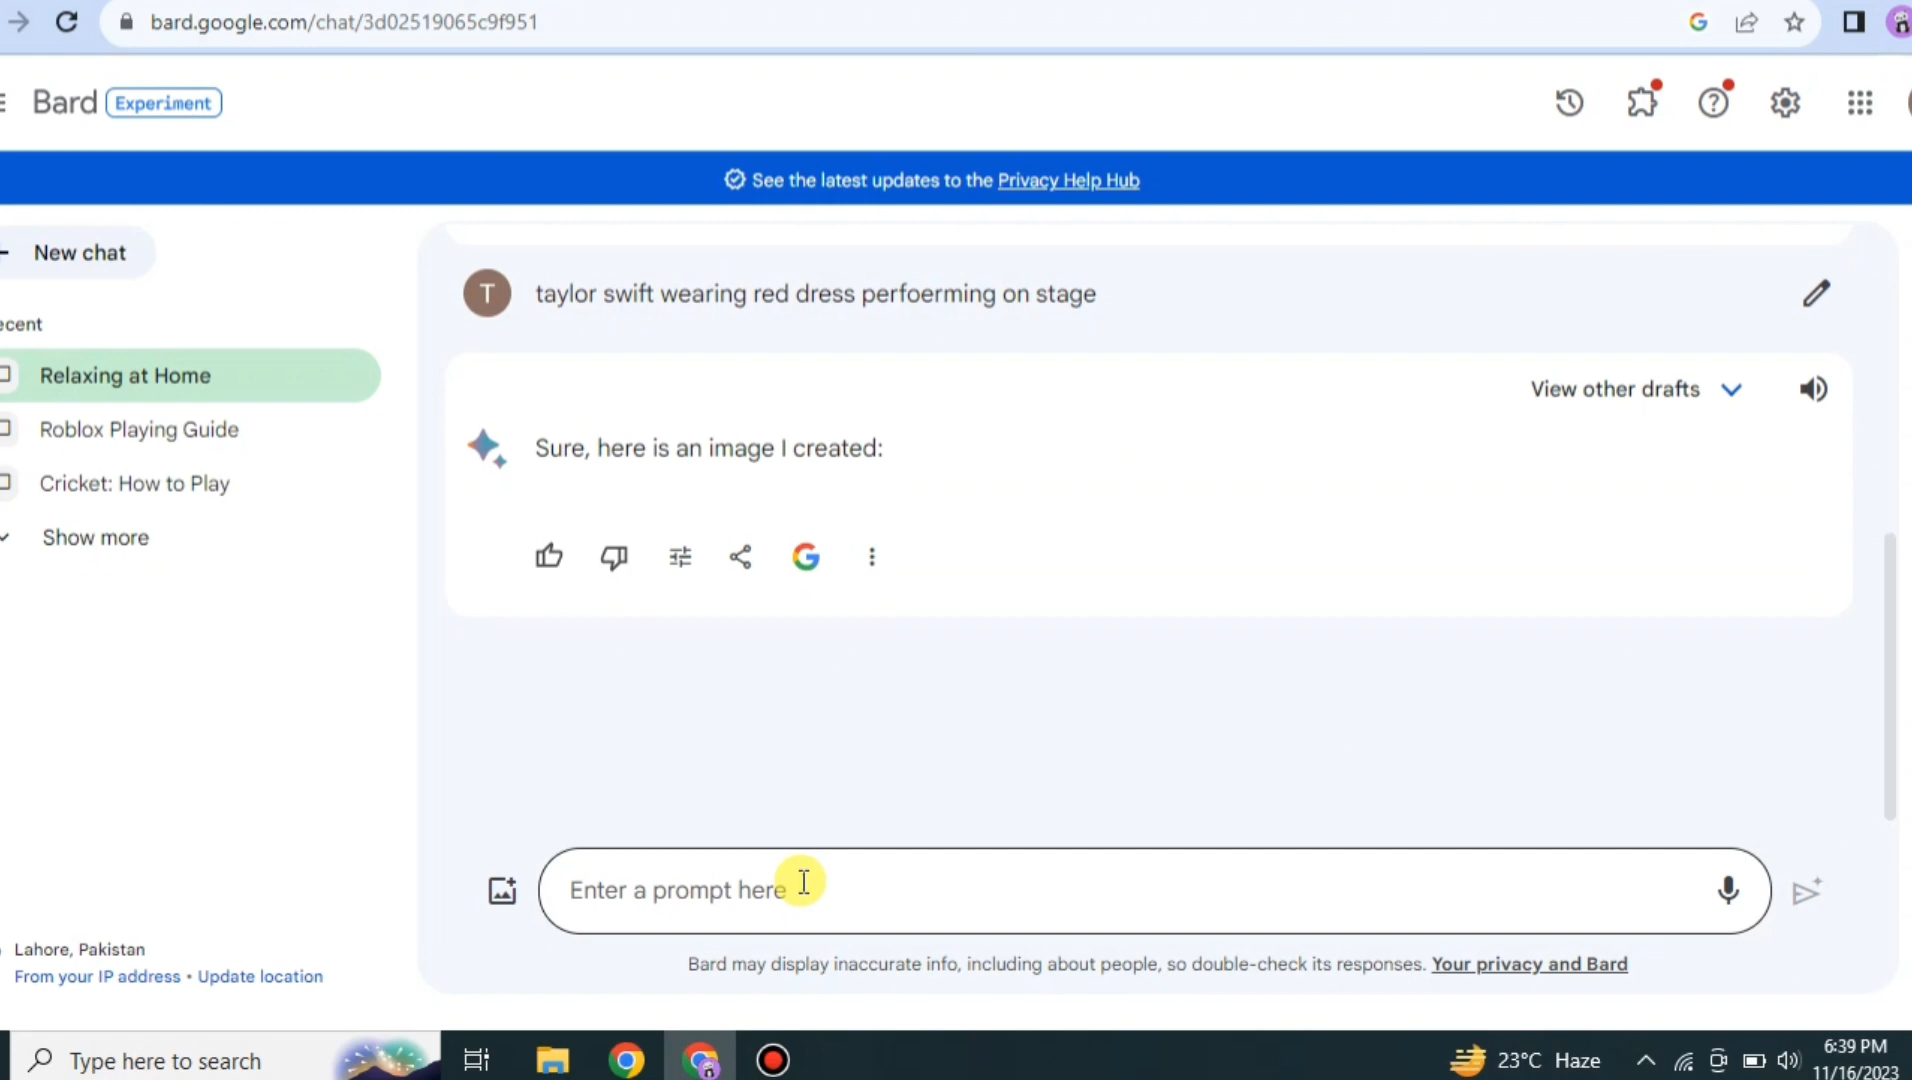 bard.google.com/chat/3d02519065c9f951
Bard Experiment
See the latest updates to the Privacy Help Hub
New chat
ecent
Relaxing at Home
Roblox Playing Guide
Cricket: How to Play
Show more
T taylor swift wearing red dress perfoerming on stage
View other drafts
Sure, here is an image I created:
Enter a prompt here
Bard may display inaccurate info, including about people, so double-check its responses. Your privacy and Bard
Lahore, Pakistan
From your IP address • Update location
Type here to search
23°C Haze
6:39 PM
11/16/2023